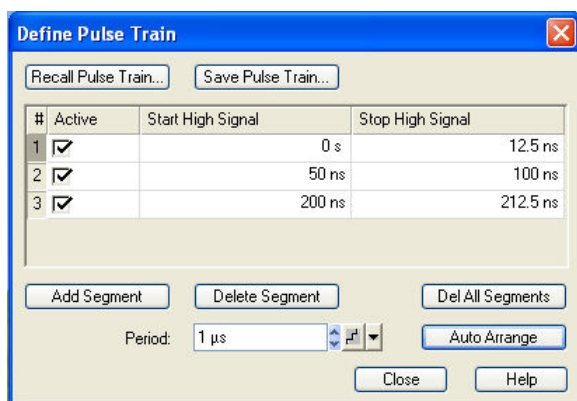 Define Pulse Train
Recall Pulse Train... Save Pulse Train...
# Active Start High Signal Stop High Signal
1 0 s 12.5 ns
2 50 ns 100 ns
3 200 ns 212.5 ns
Add Segment Delete Segment Del All Segments
Period: 1 µs Auto Arrange
Close Help